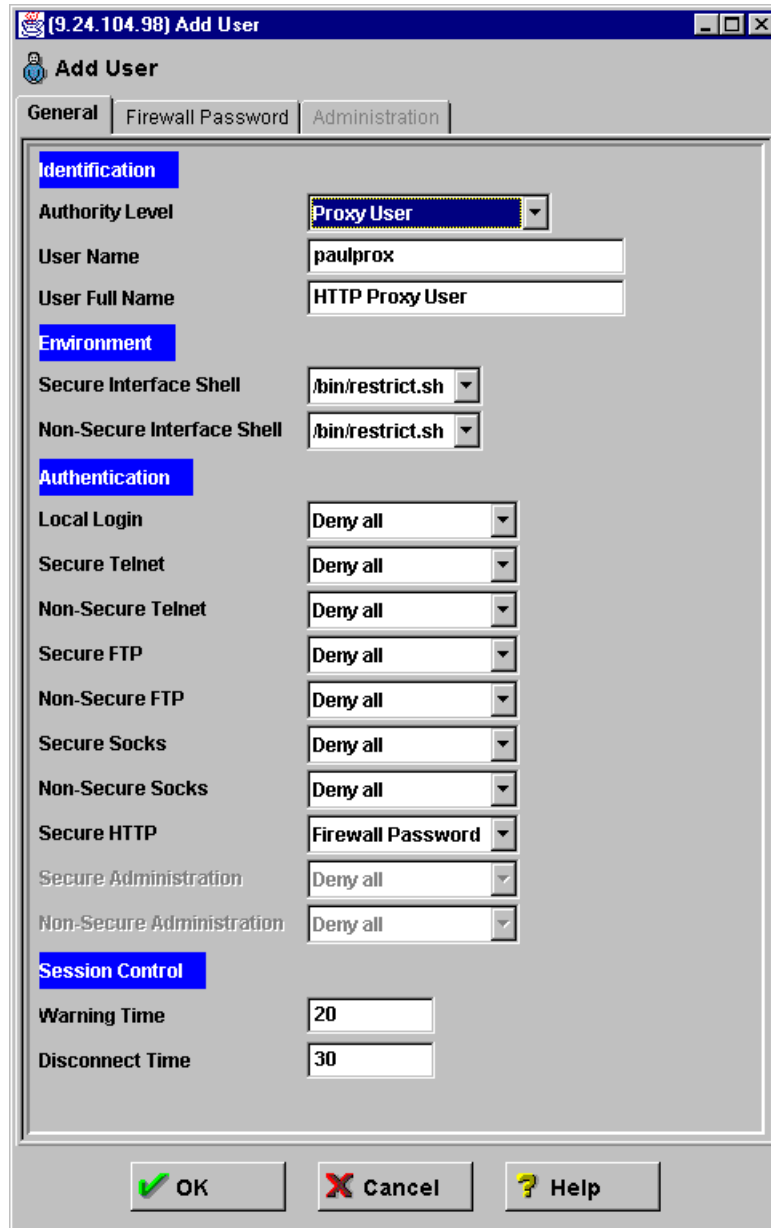 (9.24.104.98) Add User
Add User
General Firewall Password Administration
Identification
Authority Level Proxy User
User Name paulprox
User Full Name HTTP Proxy User
Environment
Secure Interface Shell /bin/restrict.sh
Non-Secure Interface Shell /bin/restrict.sh
Authentication
Local Login Deny all
Secure Telnet Deny all
Non-Secure Telnet Deny all
Secure FTP Deny all
Non-Secure FTP Deny all
Secure Socks Deny all
Non-Secure Socks Deny all
Secure HTTP Firewall Password
Secure Administration Deny all
Non-Secure Administration Deny all
Session Control
Warning Time 20
Disconnect Time 30
OK Cancel Help